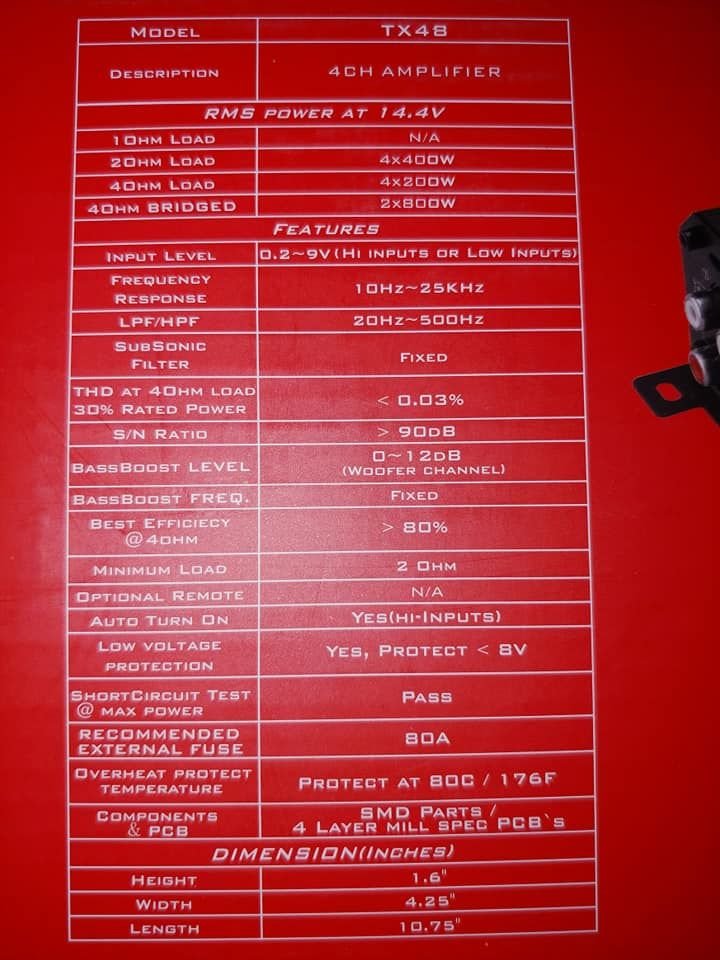 MODEL TX48
DESCRIPTION 4CH AMPLIFIER
RMS POWER AT 14.4V
1OHM LOAD N/A
2OHM LOAD 4x400W
4OHM LOAD 4x200W
4OHM BRIDGED 2x800W
FEATURES
INPUT LEVEL 0.2~9V(HI INPUTS OR LOW INPUTS)
FREQUENCY
RESPONSE 10Hz~25KHz
LPF/HPF 20Hz~500Hz
SUBSONIC
FILTER FIXED
THD AT 4OHM LOAD
30% RATED POWER < 0.03%
S/N RATIO > 90dB
BASSBOOST LEVEL 0~12dB
(WOOFER CHANNEL)
BASSBOOST FREQ. FIXED
BEST EFFICIECY
@ 4OHM > 80%
MINIMUM LOAD 2 OHM
OPTIONAL REMOTE N/A
AUTO TURN ON YES(HI-INPUTS)
LOW VOLTAGE
PROTECTION YES, PROTECT < 8V
SHORTCIRCUIT TEST
@ MAX POWER PASS
RECOMMENDED
EXTERNAL FUSE 80A
OVERHEAT PROTECT
TEMPERATURE PROTECT AT 80C / 176F
COMPONENTS
& PCB SMD PARTS /
4 LAYER MILL SPEC PCB`S
DIMENSION(INCHES)
HEIGHT 1.6"
WIDTH 4.25"
LENGTH 10.75"